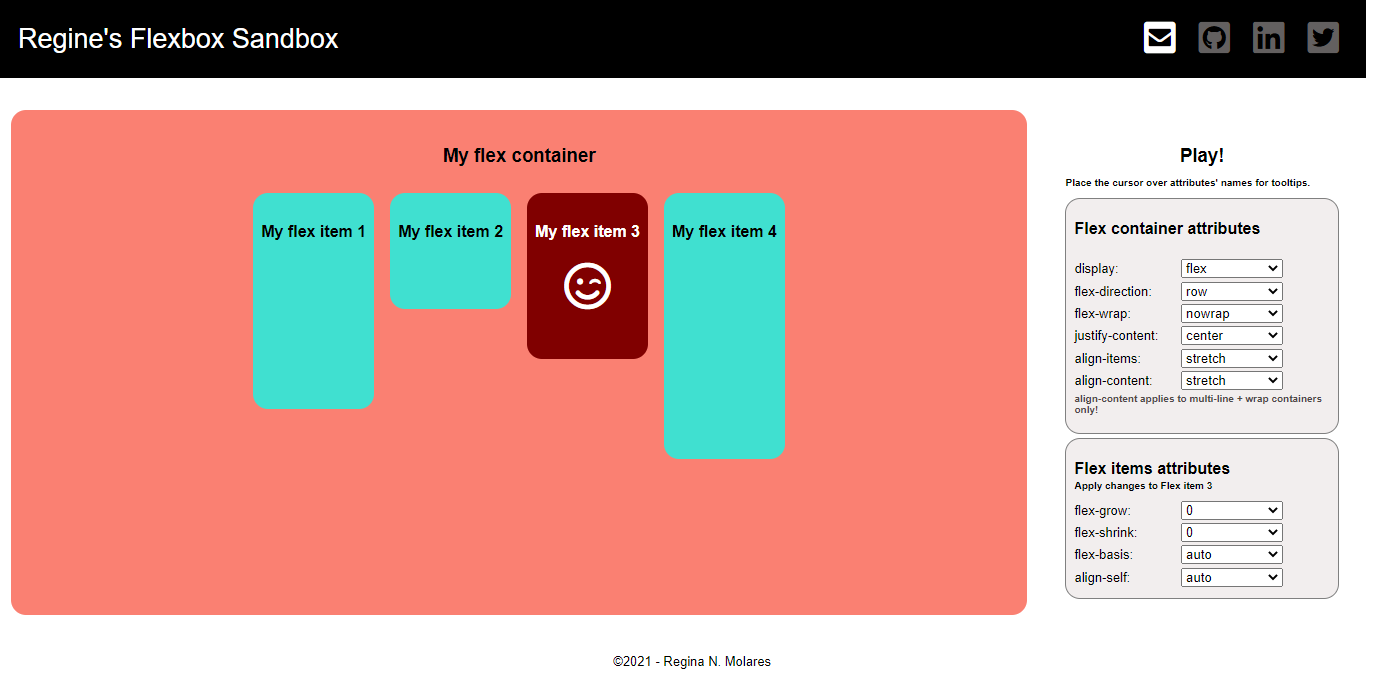 Regine's Flexbox Sandbox
My flex container
My flex item 1
My flex item 2
My flex item 3
My flex item 4
Play!
Place the cursor over attributes' names for tooltips.
Flex container attributes
display: flex
flex-direction: row
flex-wrap: nowrap
justify-content: center
align-items: stretch
align-content: stretch
align-content applies to multi-line + wrap containers
only!
Flex items attributes
Apply changes to Flex item 3
flex-grow: 0
flex-shrink: 0
flex-basis: auto
align-self: auto
©2021 - Regina N. Molares